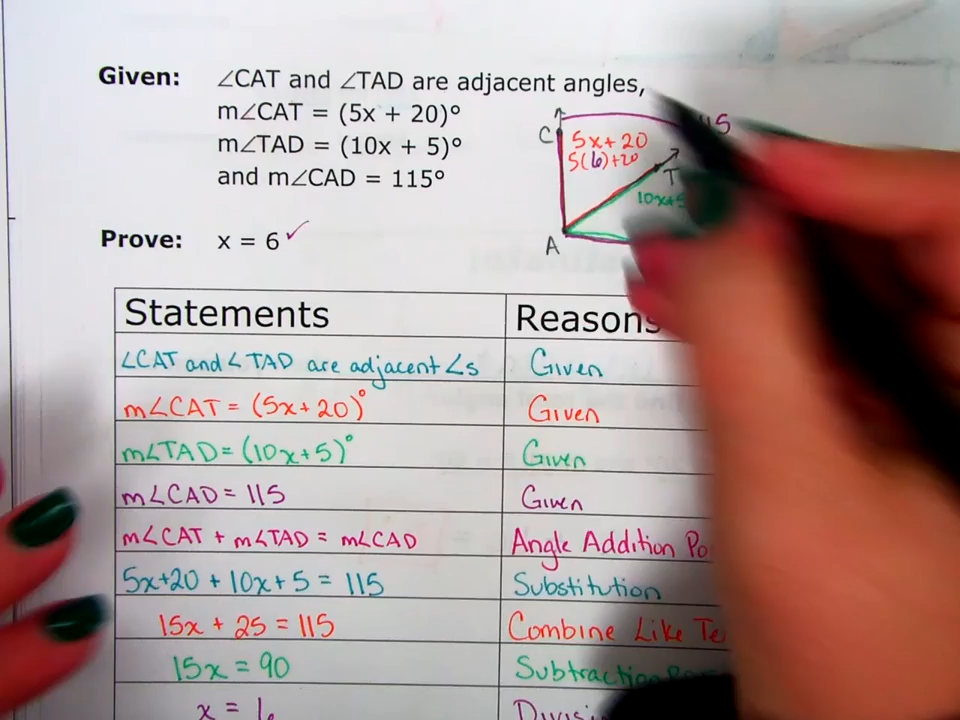 Given: ∠CAT and ∠TAD are adjacent angles,
m∠CAT = (5x + 20)°
m∠TAD = (10x + 5)°
and m∠CAD = 115°
C
5x+20
5(6)+20
T
10x+5
A
Prove: x = 6 ✓
Statements Reasons
∠CAT and ∠TAD are adjacent ∠s Given
m∠CAT = (5x+20)° Given
m∠TAD = (10x+5)° Given
m∠CAD = 115 Given
m∠CAT + m∠TAD = m∠CAD Angle Addition Po
5x+20 + 10x+5 = 115 Substitution
15x + 25 = 115 Combine Like Te
15x = 90 Subtraction
x = 6 Divis